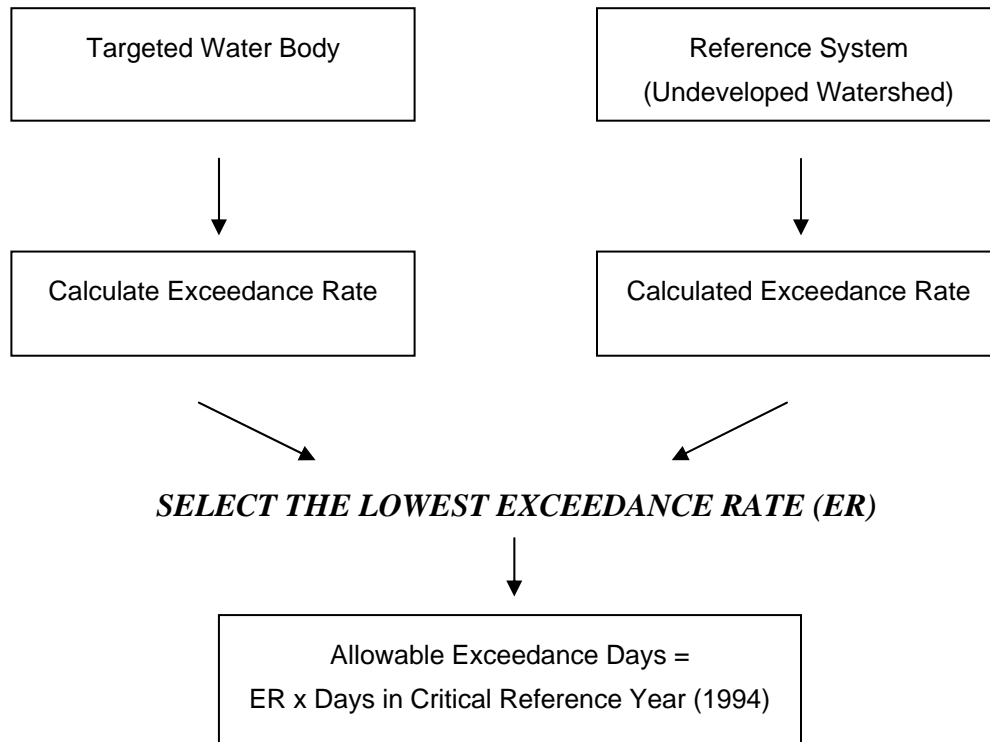 Targeted Water Body
Reference System
(Undeveloped Watershed)
Calculate Exceedance Rate
Calculated Exceedance Rate
SELECT THE LOWEST EXCEEDANCE RATE (ER)
Allowable Exceedance Days =
ER x Days in Critical Reference Year (1994)